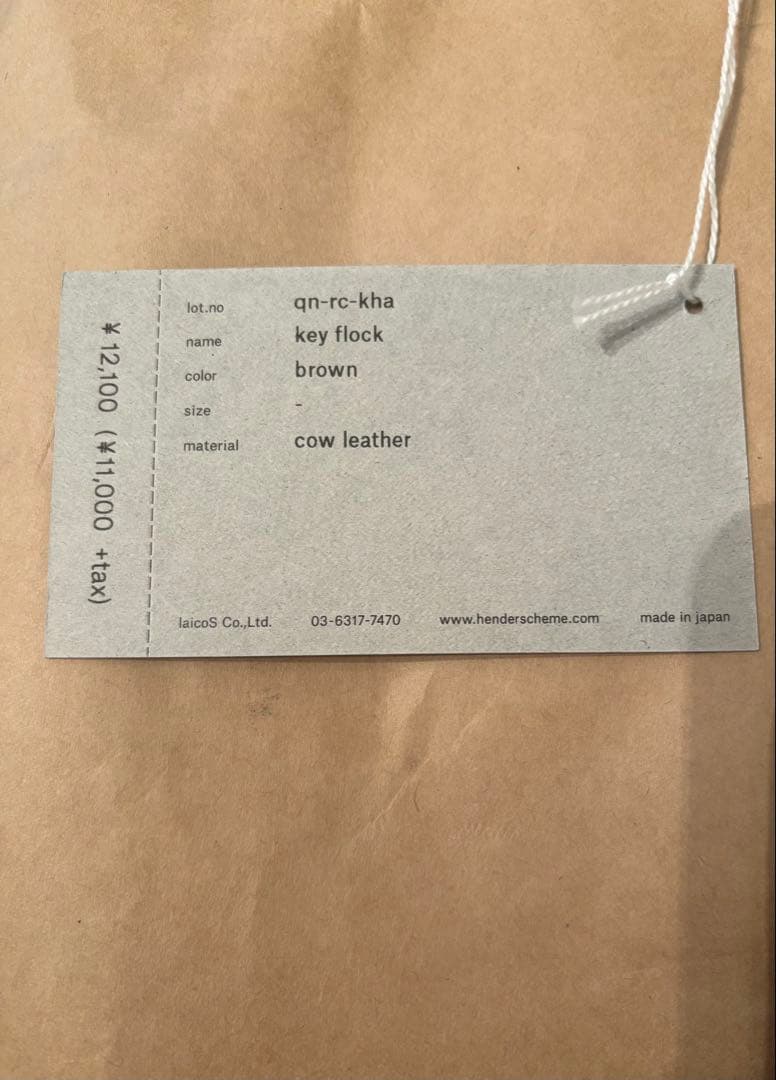 lot.no qn-rc-kha
name key flock
color brown
size -
material cow leather
laicoS Co.,Ltd. 03-6317-7470 www.henderscheme.com made in japan
¥12,100 (¥11,000 +tax)